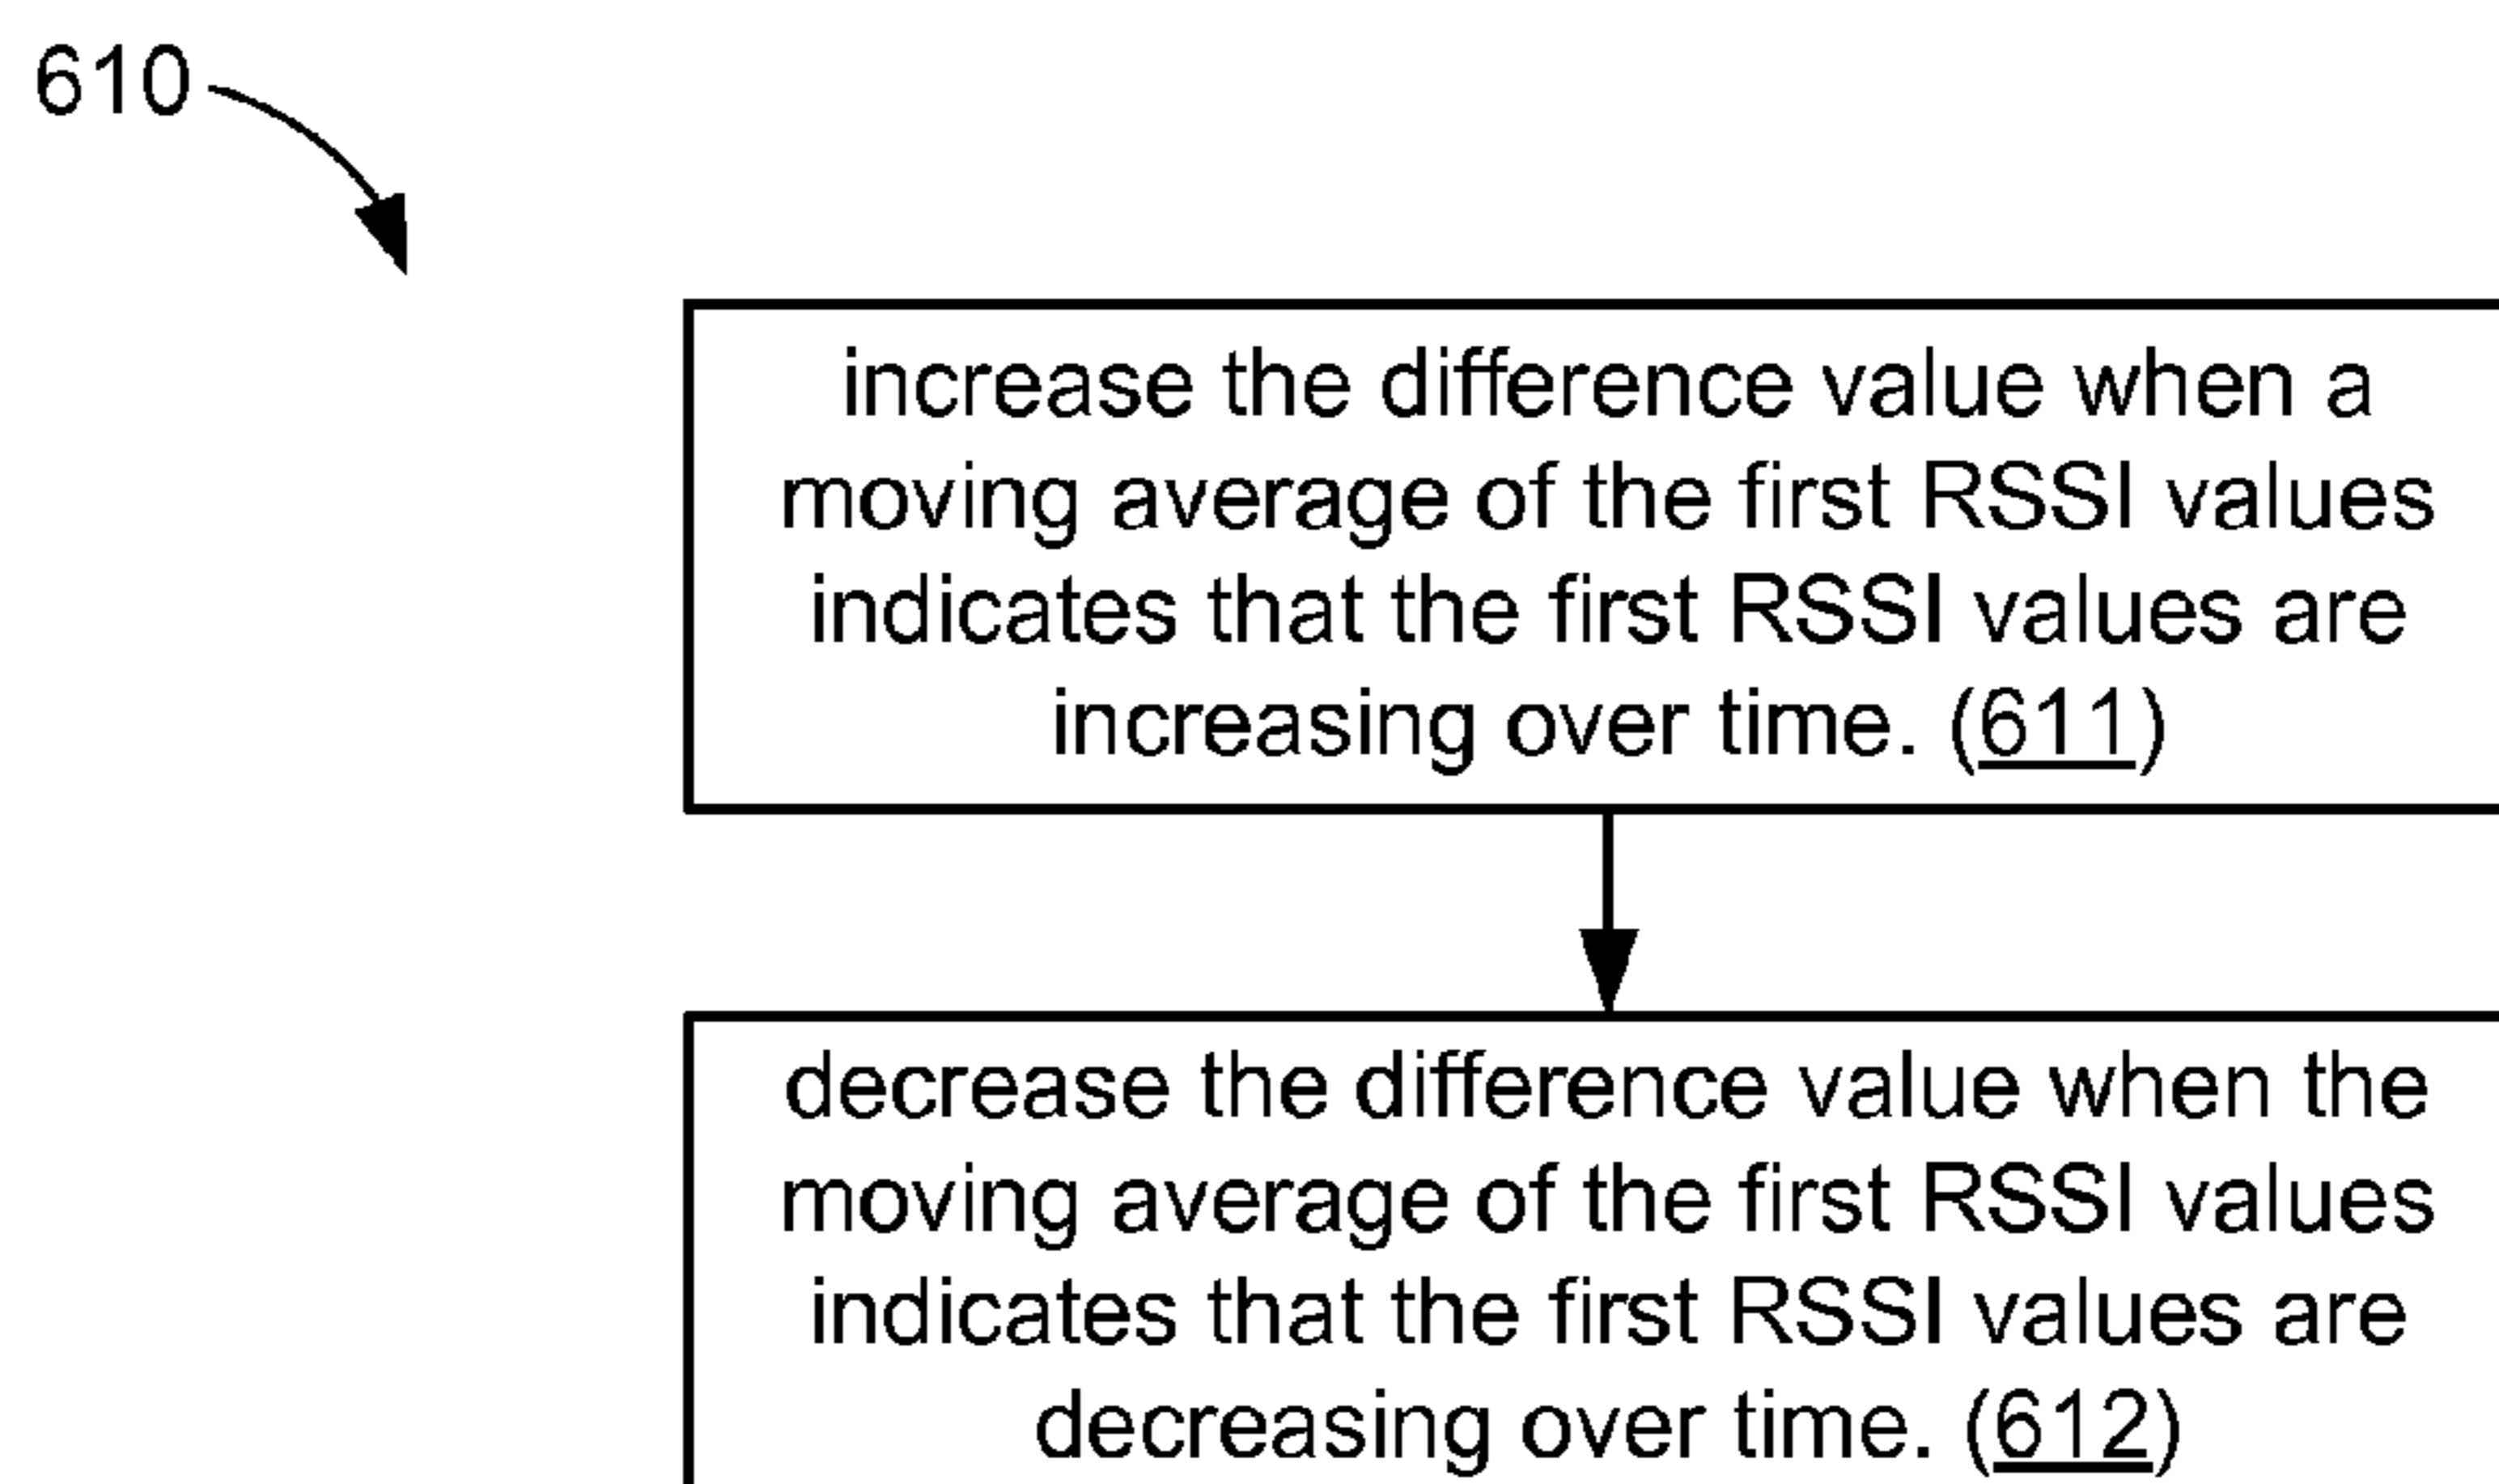 610
increase the difference value when a
moving average of the first RSSI values
indicates that the first RSSI values are
increasing over time. (611)
decrease the difference value when the
moving average of the first RSSI values
indicates that the first RSSI values are
decreasing over time. (612)